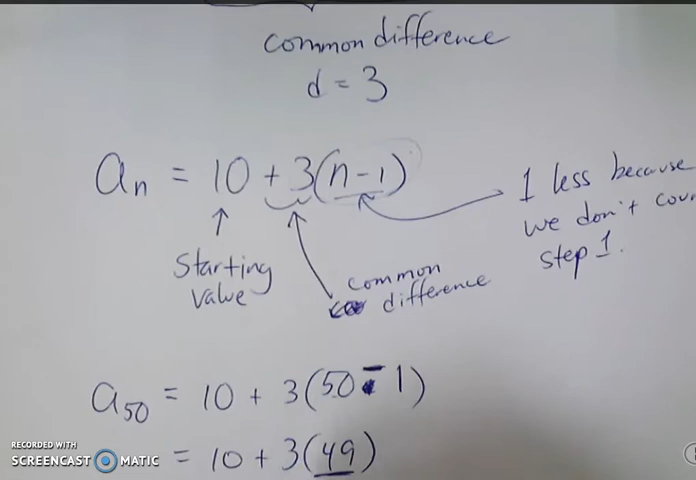 common difference
d = 3
an = 10 + 3(n-1)
1 less because
we don't
step 1.
Starting
value
common
difference
a50 = 10 + 3(50-1)
= 10 + 3(49)
RECORDED WITH
SCREENCAST MATIC